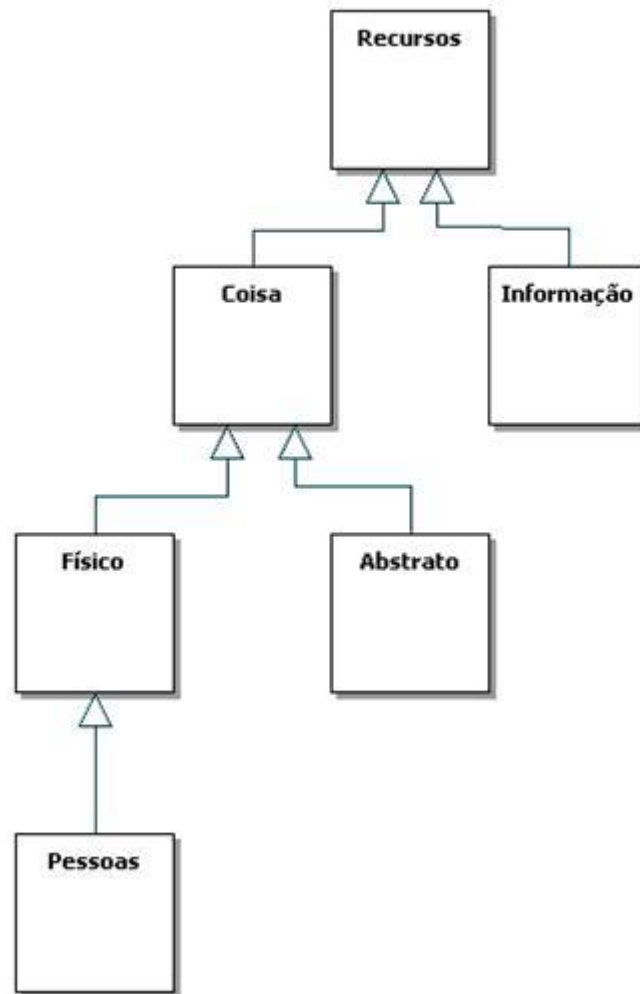 Recursos
Coisa
Informação
Físico
Abstrato
Pessoas